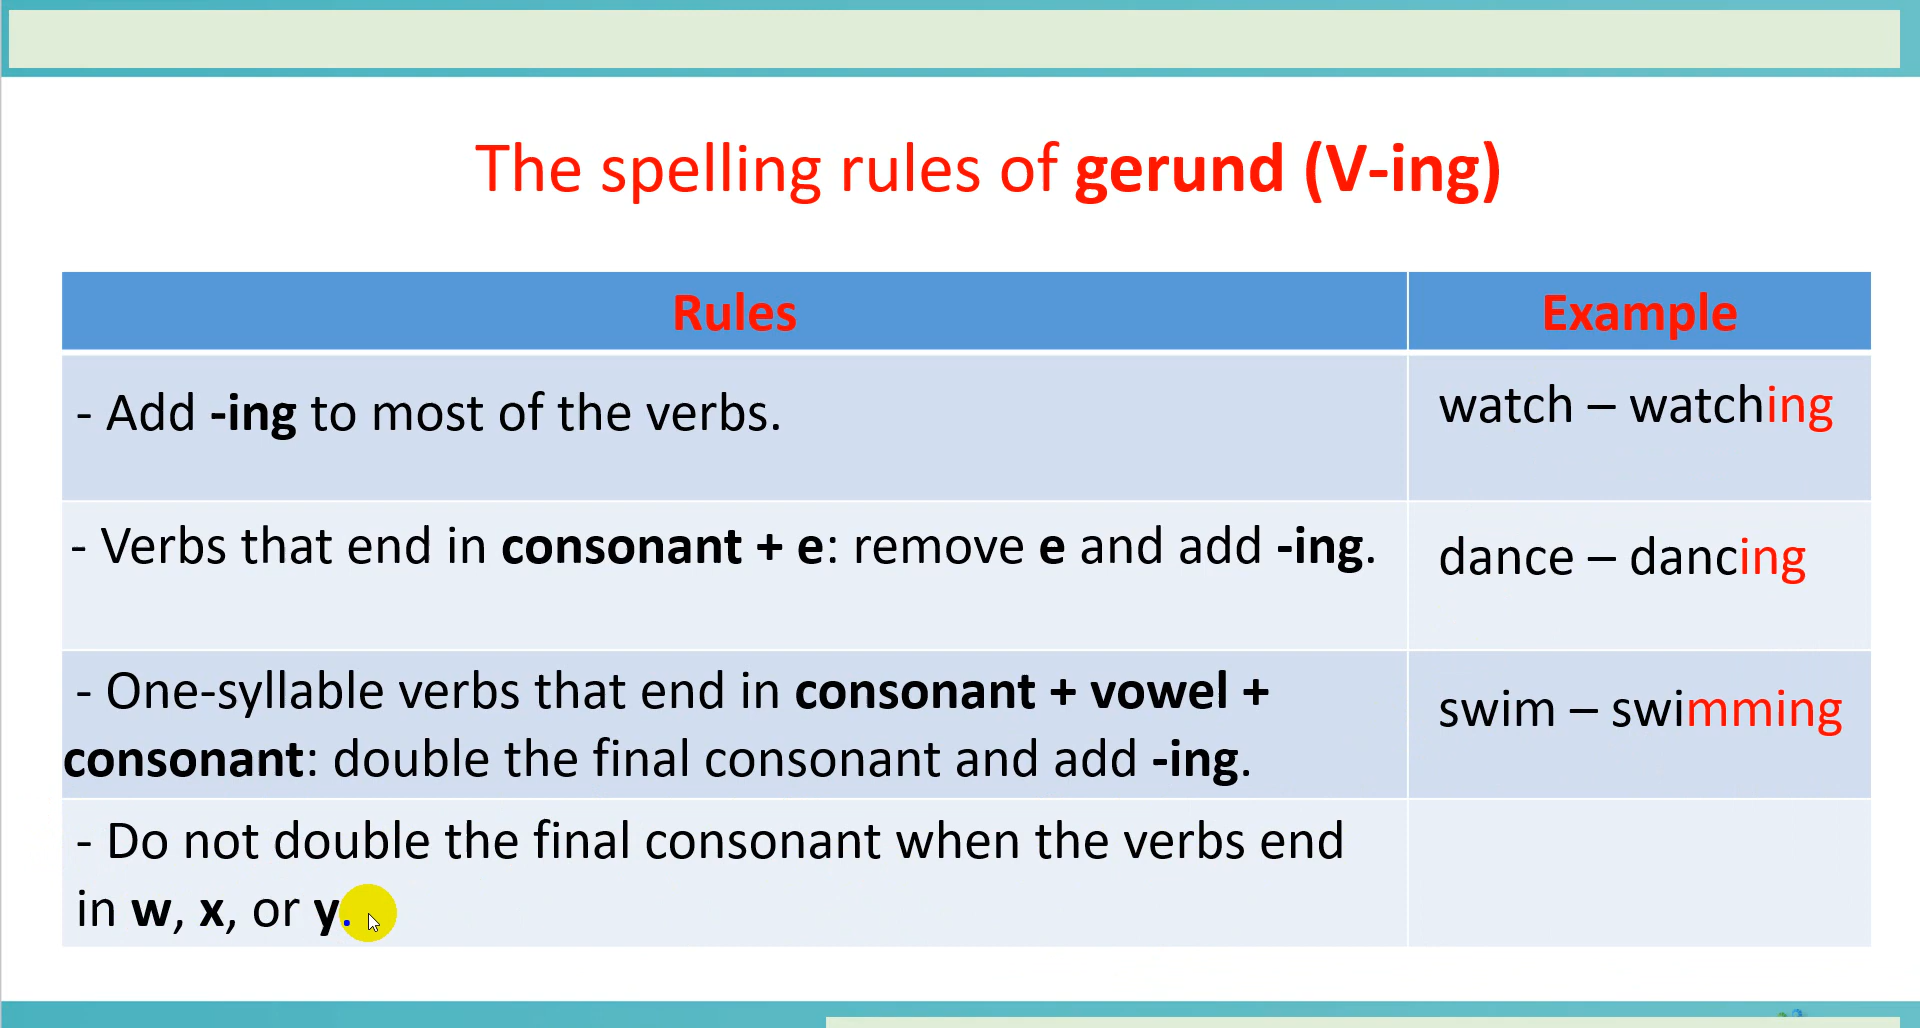 The spelling rules of gerund (V-ing)
Rules
Example
- Add -ing to most of the verbs.
watch – watching
- Verbs that end in consonant + e: remove e and add -ing.
dance – dancing
- One-syllable verbs that end in consonant + vowel +
consonant: double the final consonant and add -ing.
swim – swimming
- Do not double the final consonant when the verbs end
in w, x, or y.